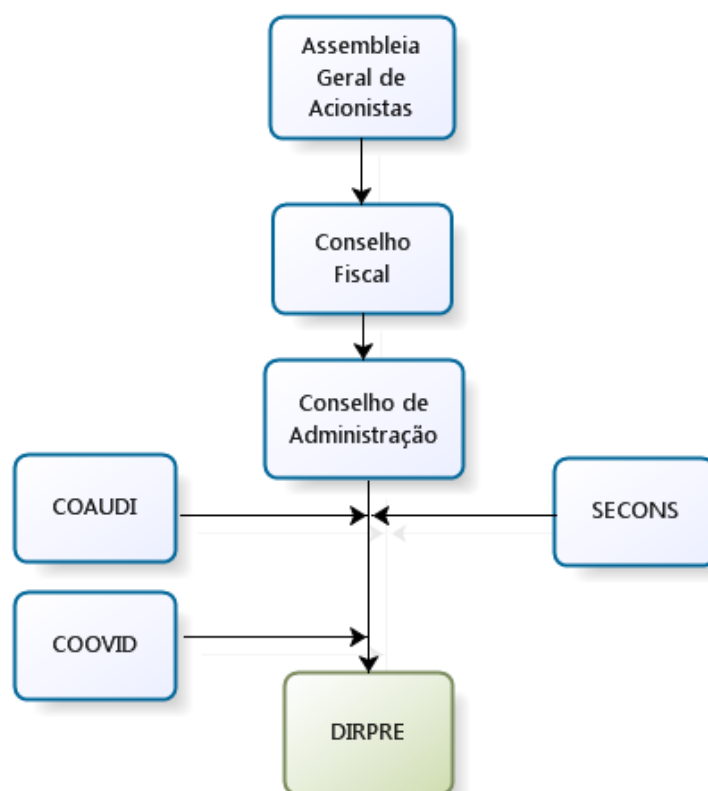 Assembleia
Geral de
Acionistas
Conselho
Fiscal
Conselho de
Administração
COAUDI
SECONS
COOVID
DIRPRE